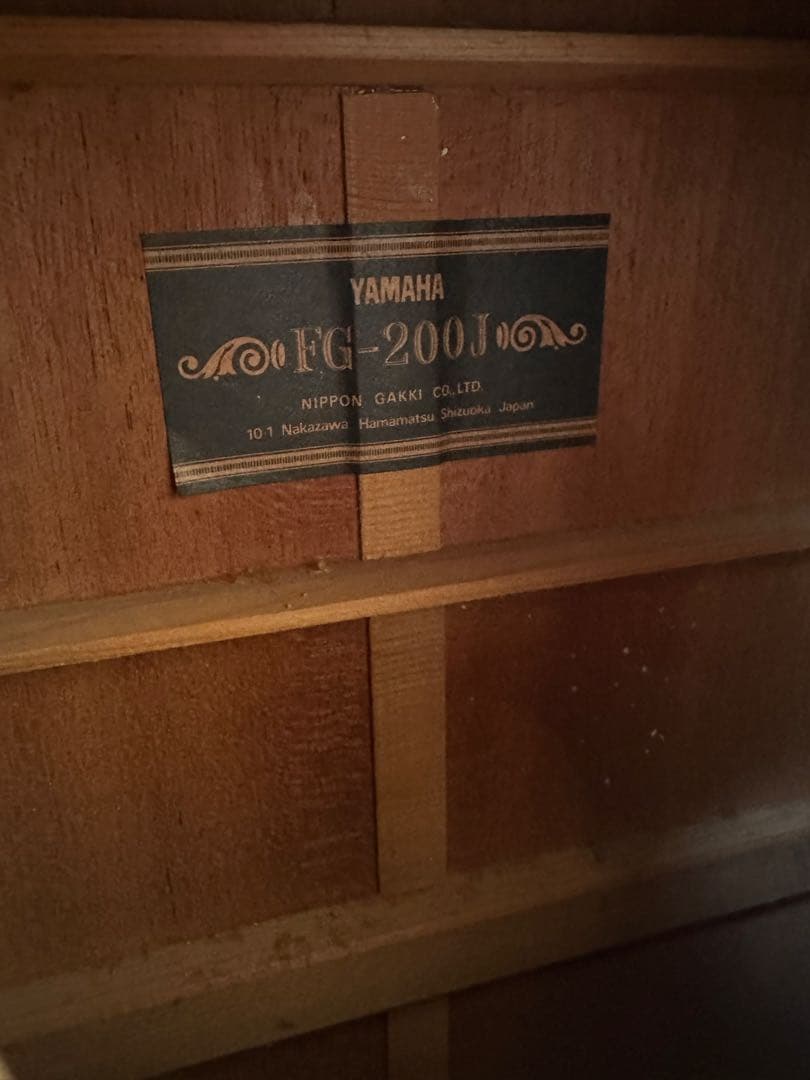 YAMAHA
FG-200J
NIPPON GAKKI CO., LTD.
10-1 Nakazawa Hamamatsu Shizuoka Japan